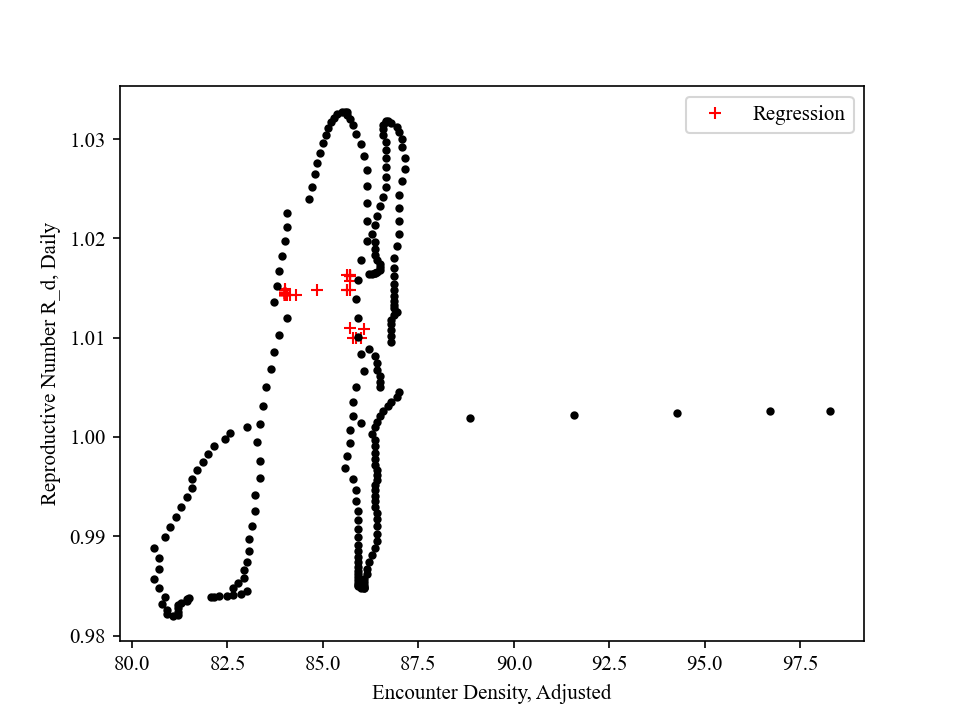 Regression
1.03
1.02
1.01
1.00
0.99
0.98
Reproductive Number R_d, Daily
80.0 82.5 85.0 87.5 90.0 92.5 95.0 97.5
Encounter Density, Adjusted